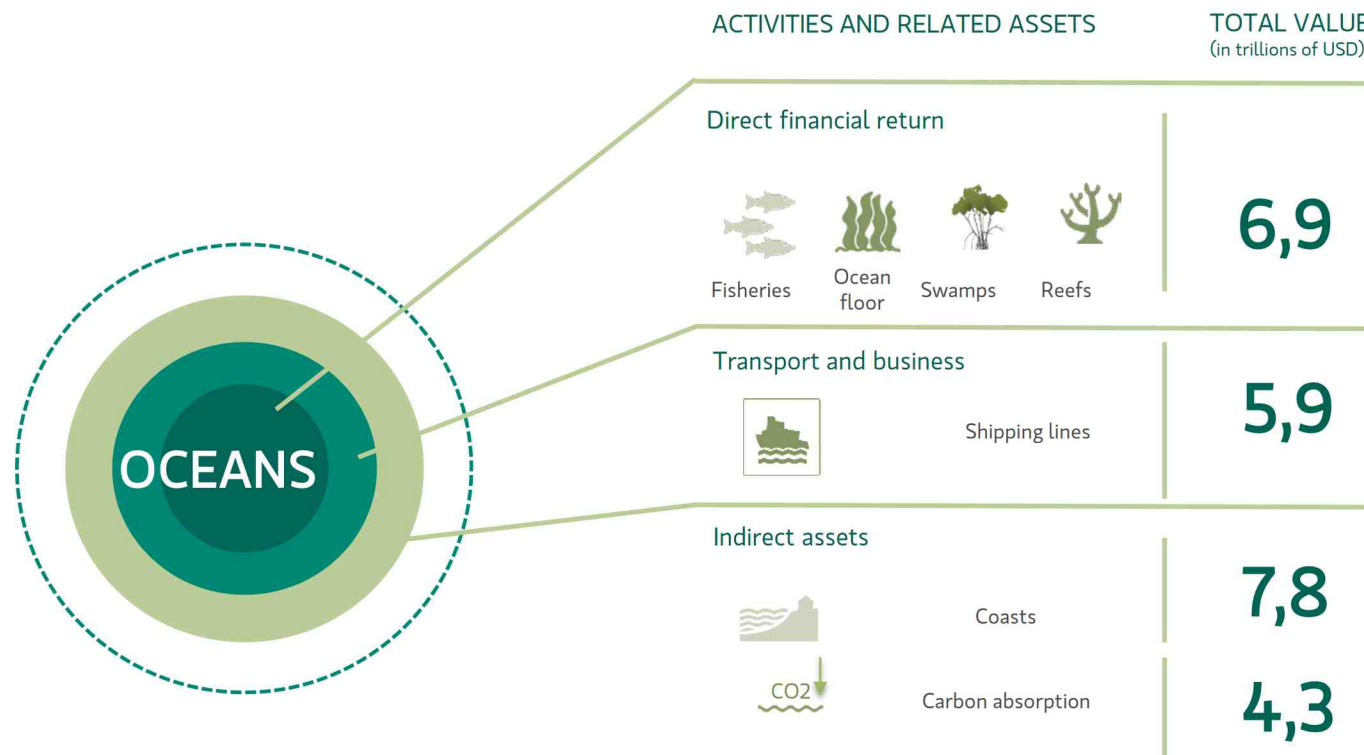 ACTIVITIES AND RELATED ASSETS
TOTAL VALUE
(in trillions of USD)
Direct financial return
6,9
Fisheries
Ocean
floor
Swamps
Reefs
Transport and business
5,9
Shipping lines
OCEANS
Indirect assets
7,8
Coasts
CO2
Carbon absorption
4,3